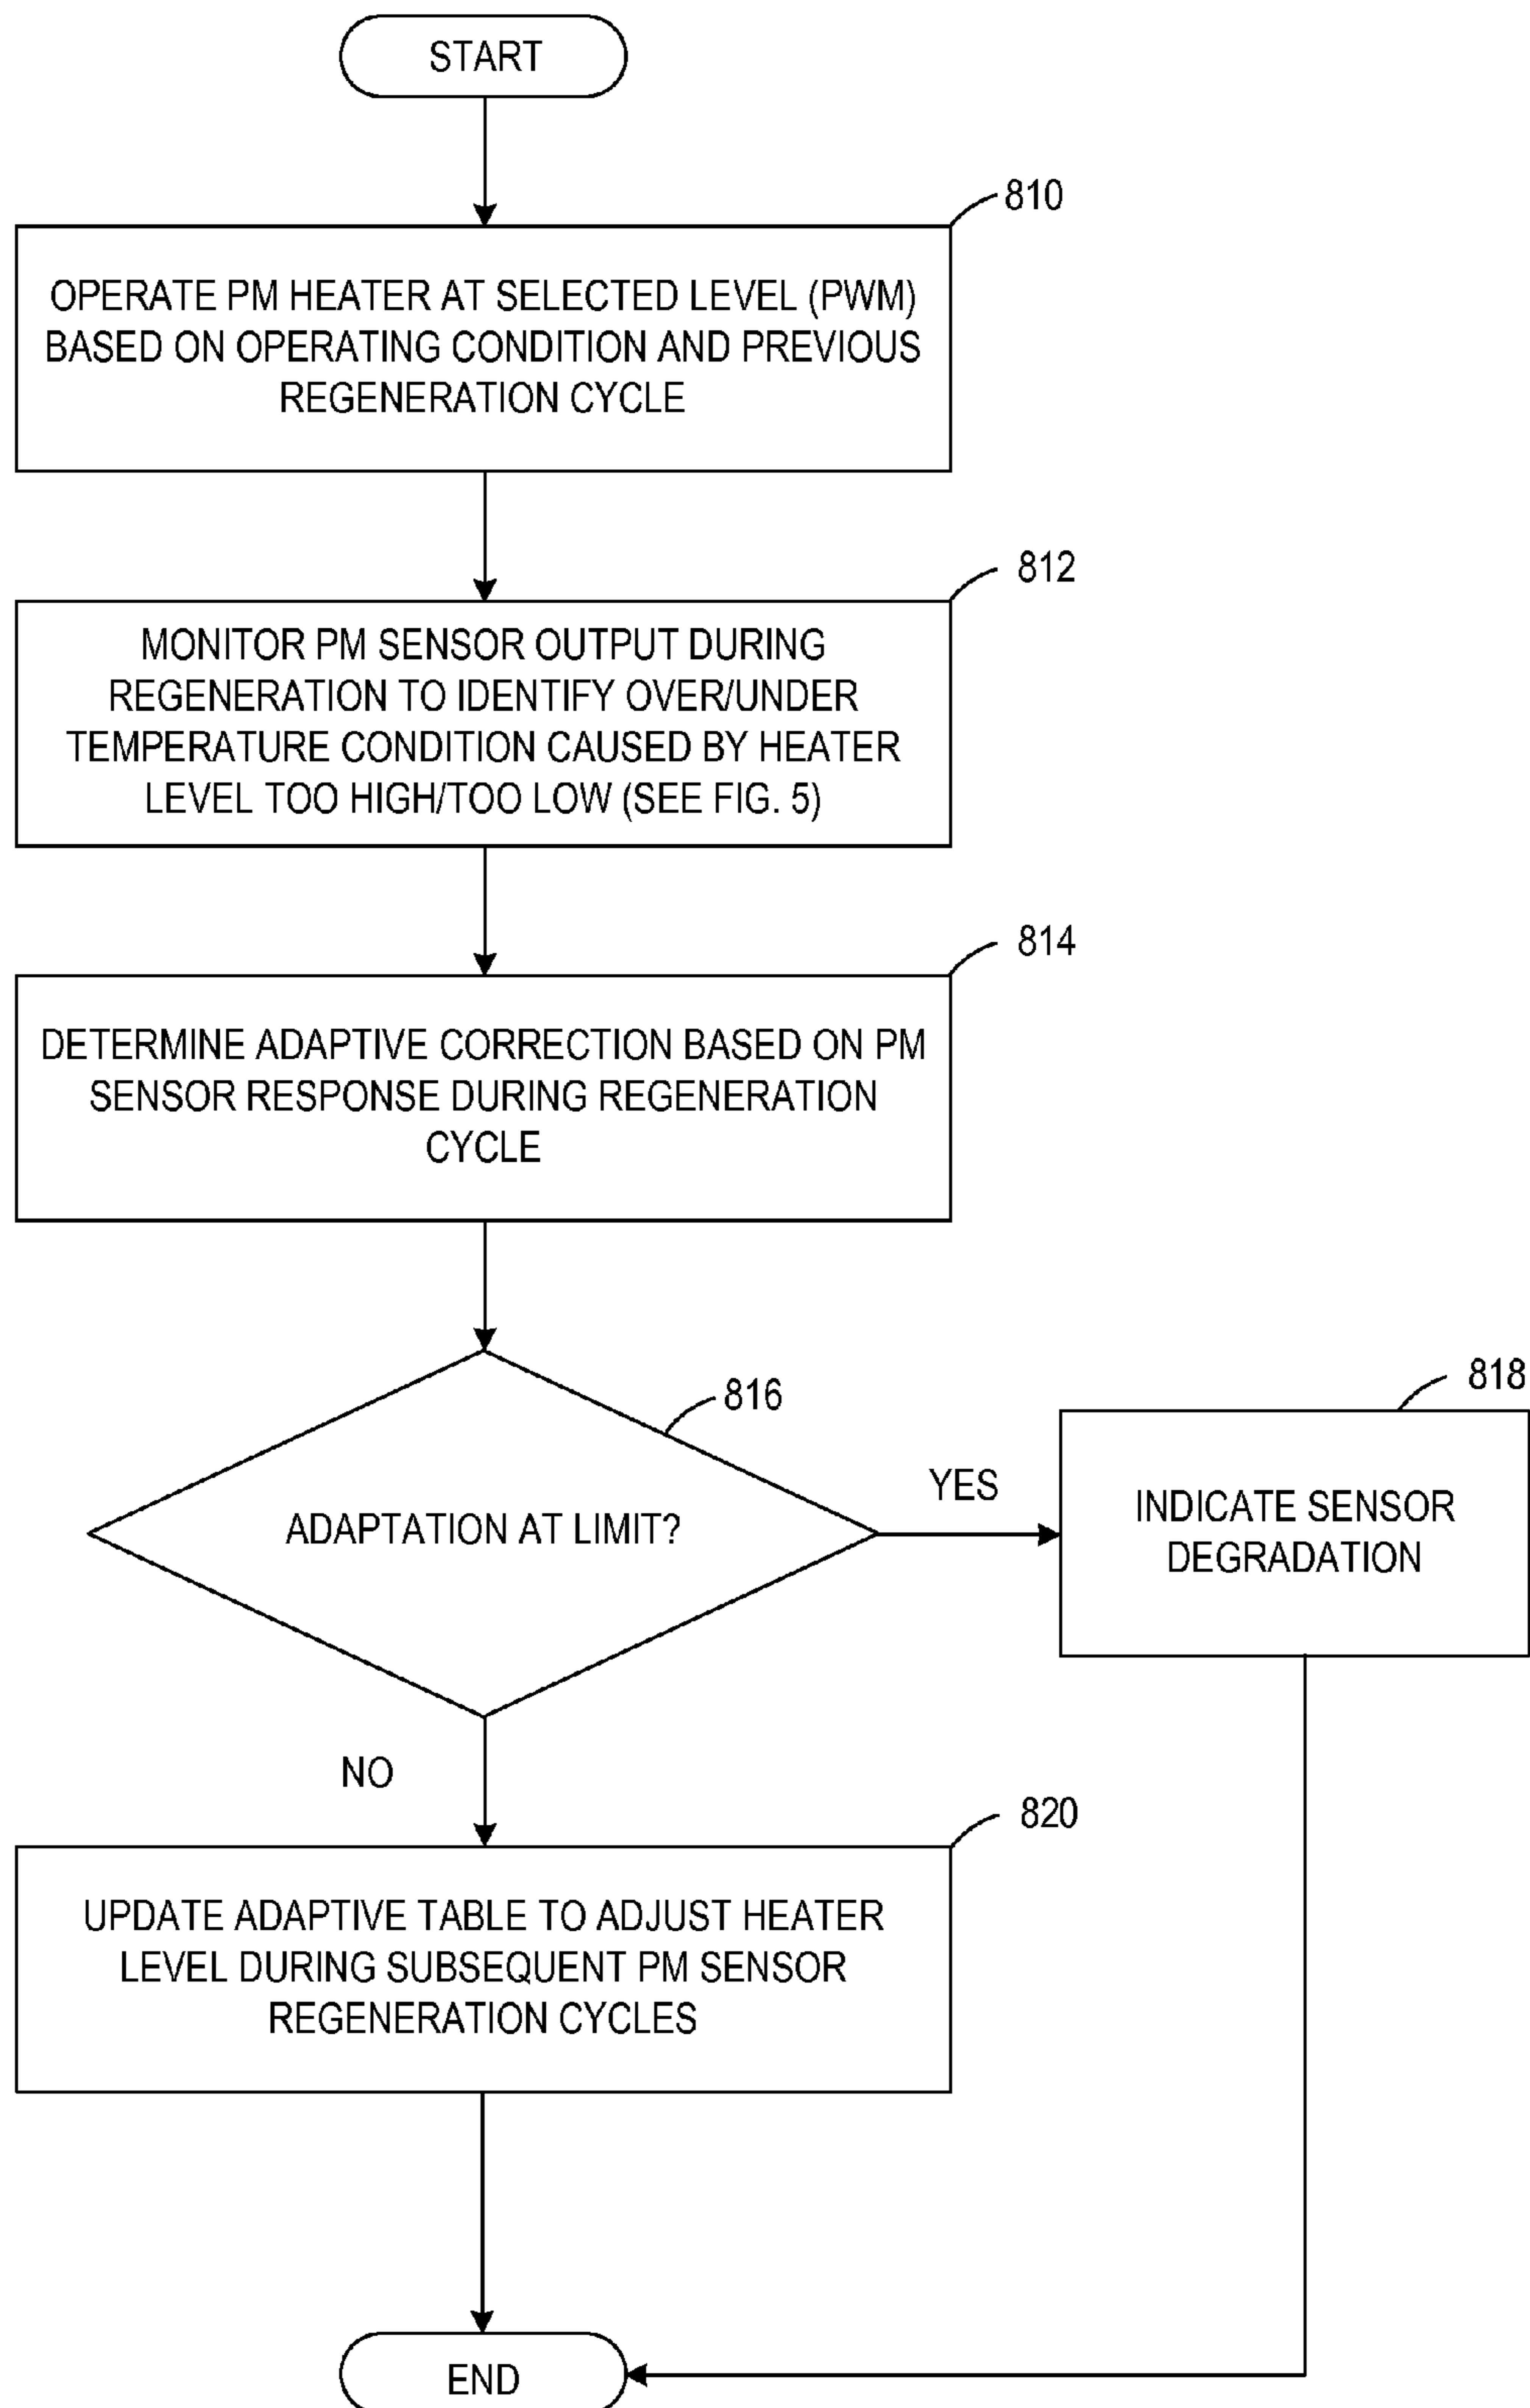 START
810
OPERATE PM HEATER AT SELECTED LEVEL (PWM)
BASED ON OPERATING CONDITION AND PREVIOUS
REGENERATION CYCLE
812
MONITOR PM SENSOR OUTPUT DURING
REGENERATION TO IDENTIFY OVER/UNDER
TEMPERATURE CONDITION CAUSED BY HEATER
LEVEL TOO HIGH/TOO LOW (SEE FIG. 5)
814
DETERMINE ADAPTIVE CORRECTION BASED ON PM
SENSOR RESPONSE DURING REGENERATION
CYCLE
816
ADAPTATION AT LIMIT?
YES
818
INDICATE SENSOR
DEGRADATION
NO
820
UPDATE ADAPTIVE TABLE TO ADJUST HEATER
LEVEL DURING SUBSEQUENT PM SENSOR
REGENERATION CYCLES
END